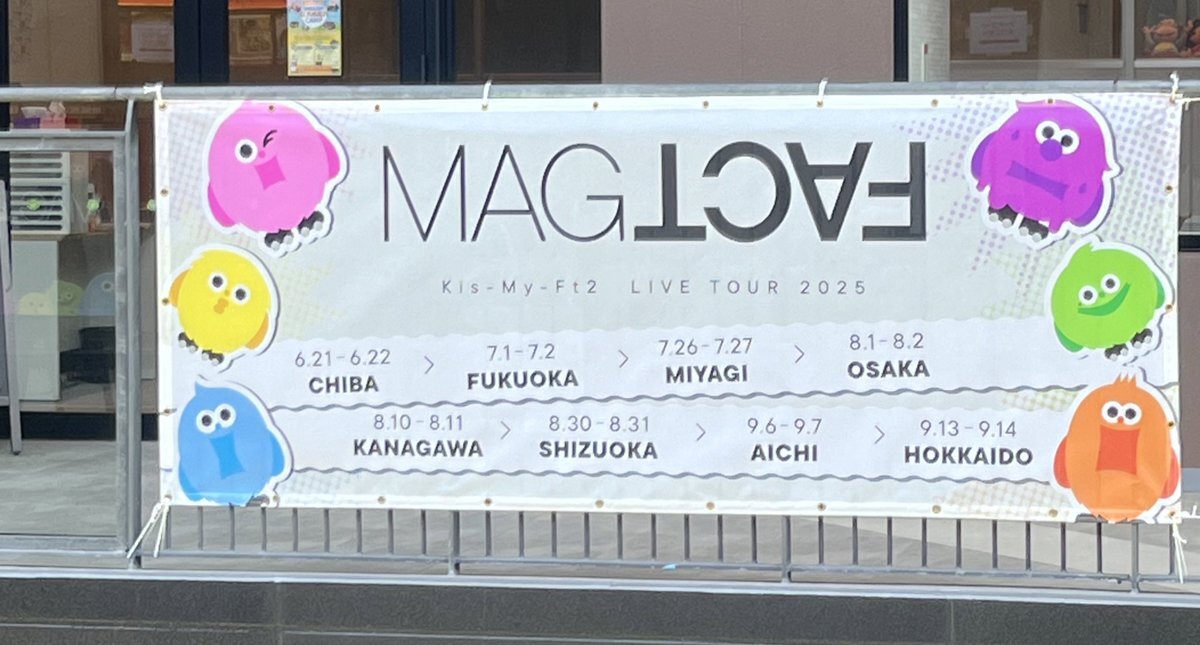 MAGFACT
Kis-My-Ft2 LIVE TOUR 2025
6.21-6.22 > 7.1-7.2 > 7.26-7.27 > 8.1-8.2
CHIBA FUKUOKA MIYAGI OSAKA
8.10-8.11 > 8.30-8.31 > 9.6-9.7 > 9.13-9.14
KANAGAWA SHIZUOKA AICHI HOKKAIDO